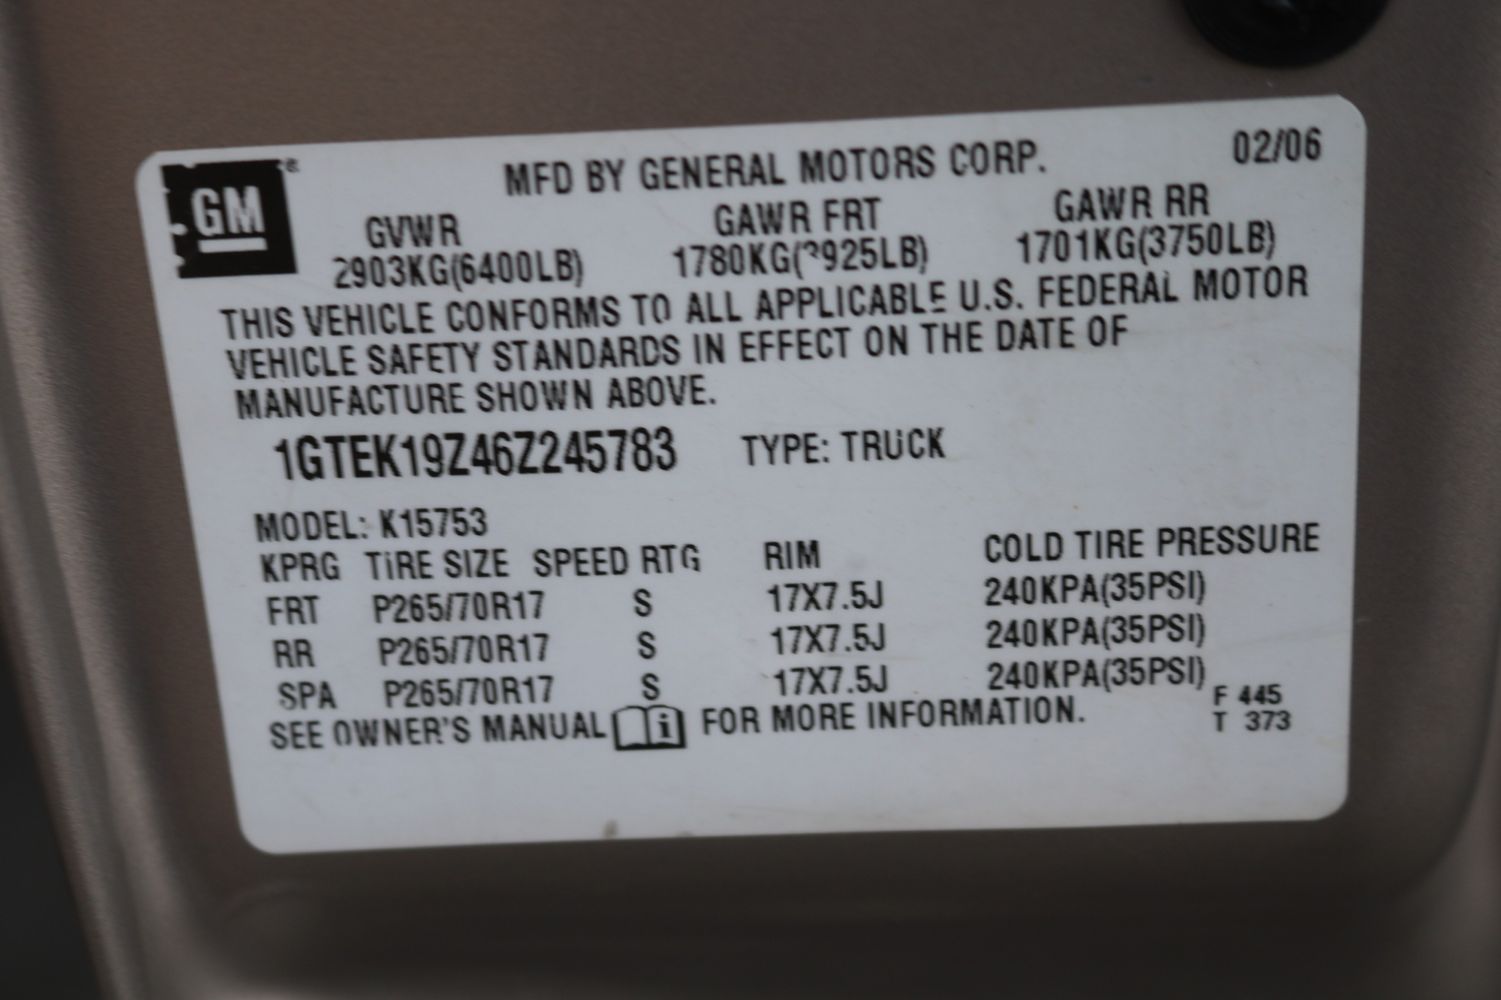 GM ®
MFD BY GENERAL MOTORS CORP. 02/06
GVWR GAWR FRT GAWR RR
2903KG(6400LB) 1780KG(3925LB) 1701KG(3750LB)
THIS VEHICLE CONFORMS TO ALL APPLICABLE U.S. FEDERAL MOTOR
VEHICLE SAFETY STANDARDS IN EFFECT ON THE DATE OF
MANUFACTURE SHOWN ABOVE.
1GTEK19Z46Z245783 TYPE: TRUCK
MODEL: K15753
KPRG TIRE SIZE SPEED RTG RIM COLD TIRE PRESSURE
FRT P265/70R17 S 17X7.5J 240KPA(35PSI)
RR P265/70R17 S 17X7.5J 240KPA(35PSI)
SPA P265/70R17 S 17X7.5J 240KPA(35PSI)
SEE OWNER'S MANUAL i FOR MORE INFORMATION.
F 445
T 373